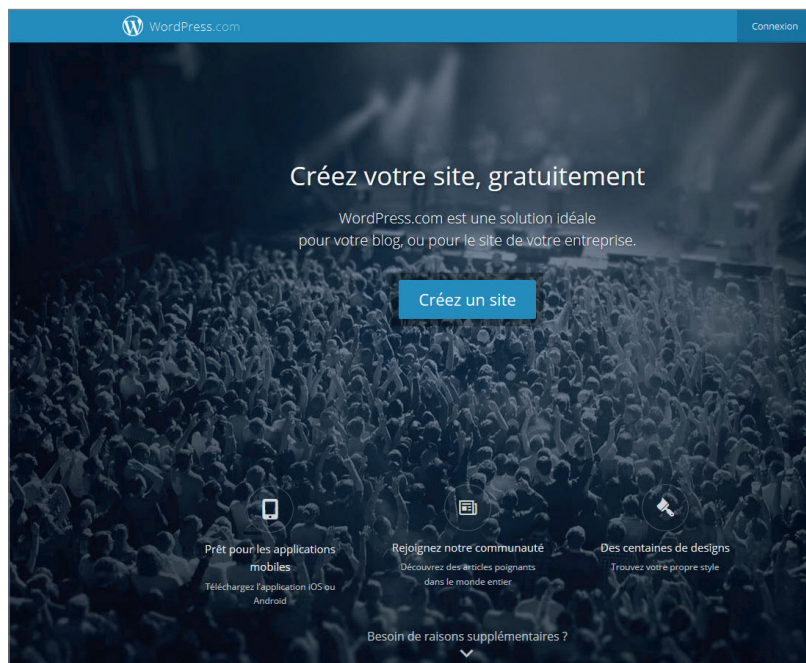 WordPress.com
Connexion
Créez votre site, gratuitement
WordPress.com est une solution idéale
pour votre blog, ou pour le site de votre entreprise.
Créez un site
Prêt pour les applications
mobiles
Téléchargez l'application iOS ou
Android
Rejoignez notre communauté
Découvrez des articles poignants
dans le monde entier
Des centaines de designs
Trouvez votre propre style
Besoin de raisons supplémentaires ?